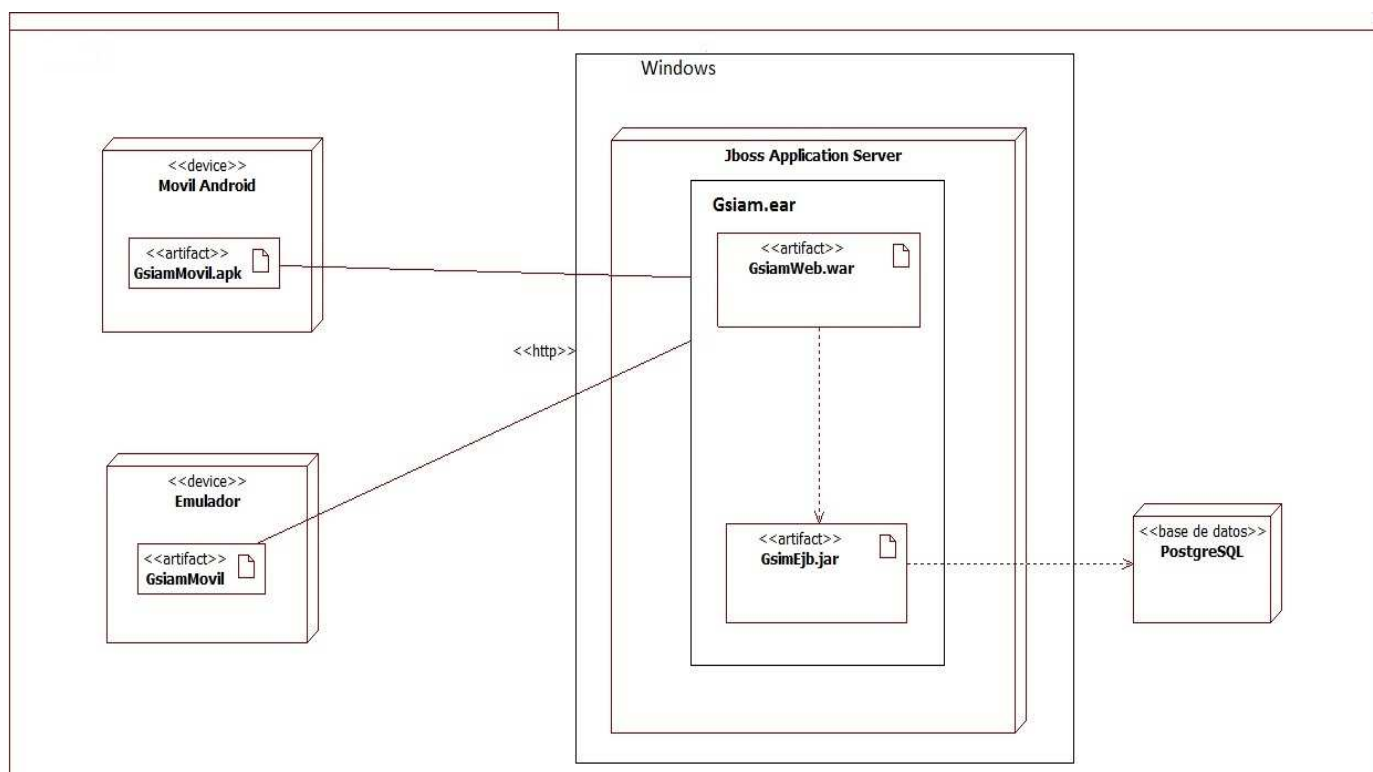 Windows
<<device>>
Movil Android
<<artifact>>
GsiamMovil.apk
Jboss Application Server
Gsiam.ear
<<artifact>>
GsiamWeb.war
<<http>>
<<device>>
Emulador
<<artifact>>
GsiamMovil
<<artifact>>
GsimEjb.jar
<<base de datos>>
PostgreSQL